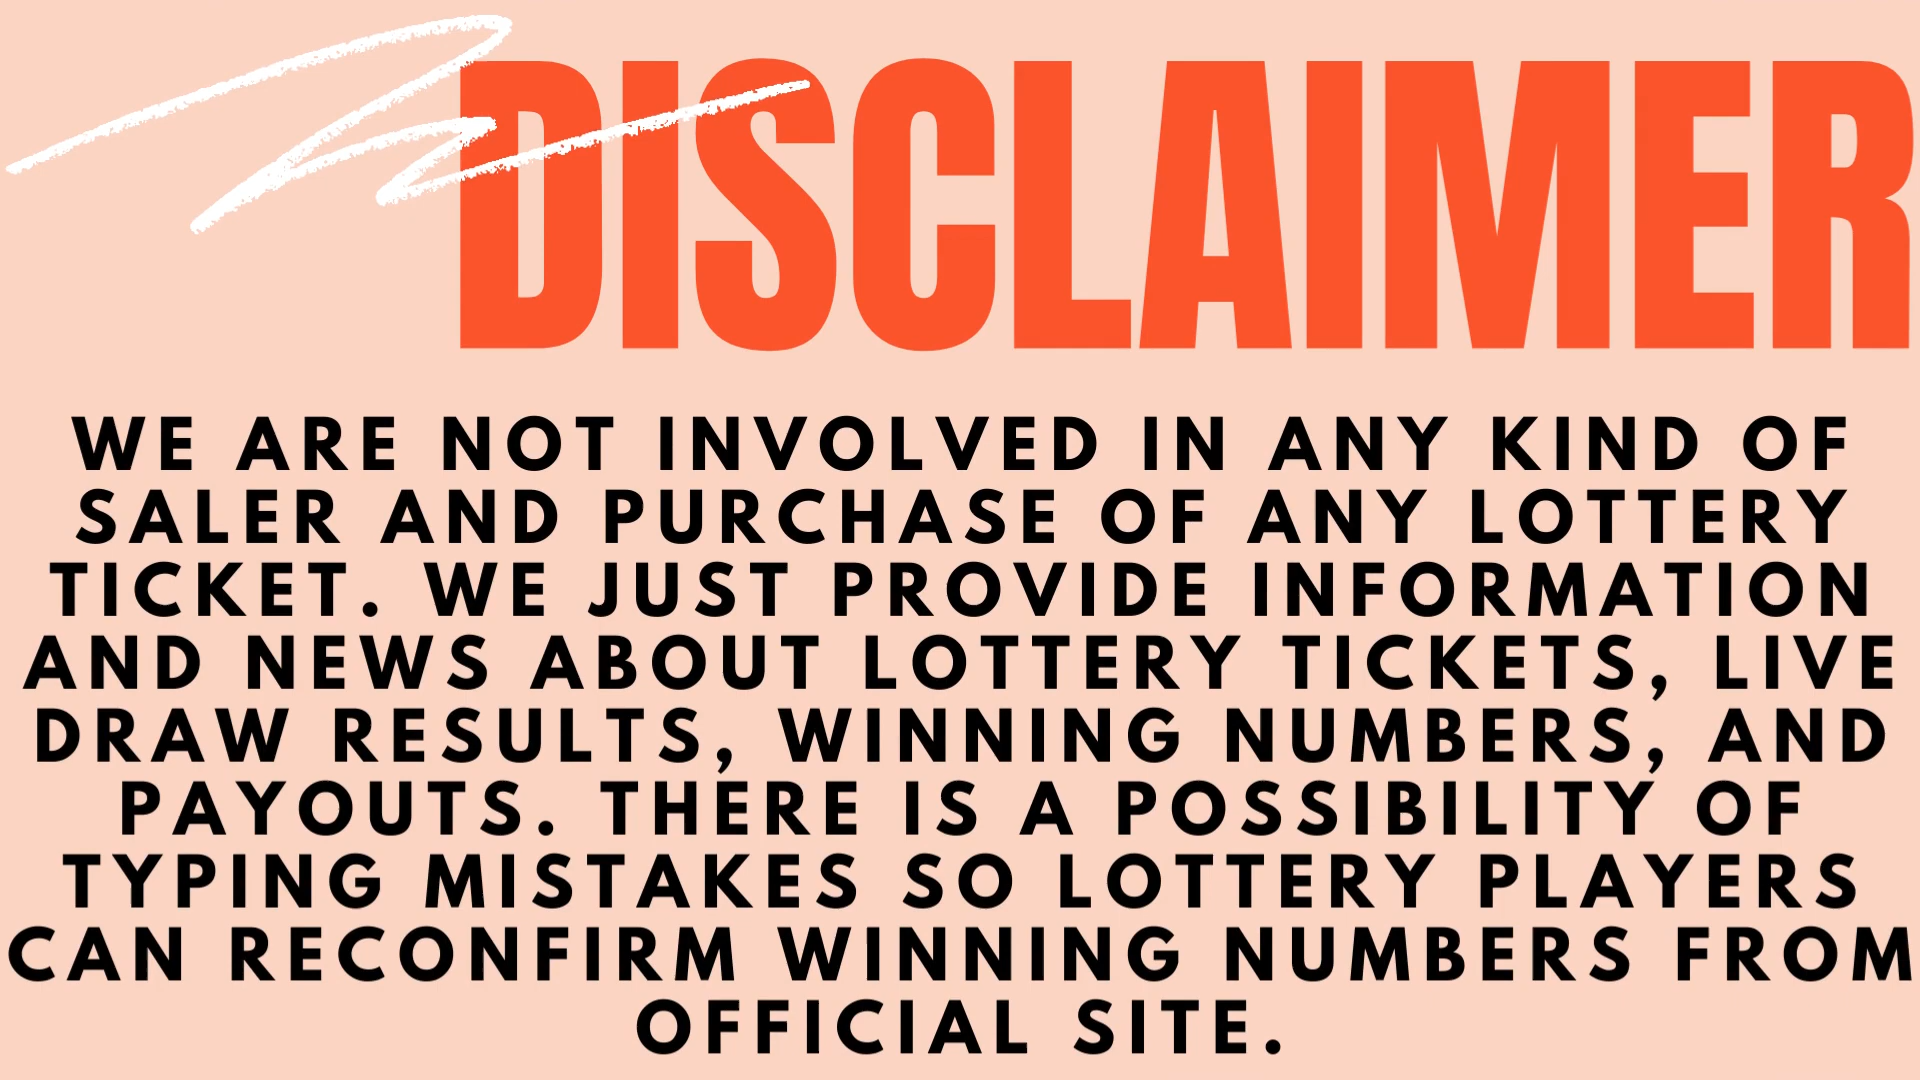 DISCLAIMER
WE ARE NOT INVOLVED IN ANY KIND OF
SALER AND PURCHASE OF ANY LOTTERY
TICKET. WE JUST PROVIDE INFORMATION
AND NEWS ABOUT LOTTERY TICKETS, LIVE
DRAW RESULTS, WINNING NUMBERS, AND
PAYOUTS. THERE IS A POSSIBILITY OF
TYPING MISTAKES SO LOTTERY PLAYERS
CAN RECONFIRM WINNING NUMBERS FROM
OFFICIAL SITE.